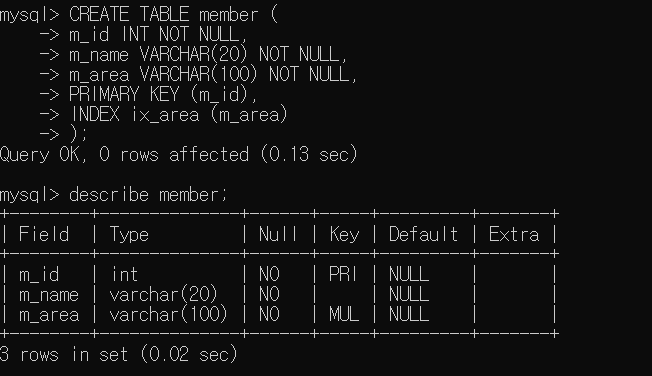 mysql> CREATE TABLE member (
    -> m_id INT NOT NULL,
    -> m_name VARCHAR(20) NOT NULL,
    -> m_area VARCHAR(100) NOT NULL,
    -> PRIMARY KEY (m_id),
    -> INDEX ix_area (m_area)
    -> );
Query OK, 0 rows affected (0.13 sec)
mysql> describe member;
+--------+--------------+------+-----+---------+-------+
| Field  | Type         | Null | Key | Default | Extra |
+--------+--------------+------+-----+---------+-------+
| m_id   | int          | NO   | PRI | NULL    |       |
| m_name | varchar(20)  | NO   |     | NULL    |       |
| m_area | varchar(100) | NO   | MUL | NULL    |       |
+--------+--------------+------+-----+---------+-------+
3 rows in set (0.02 sec)